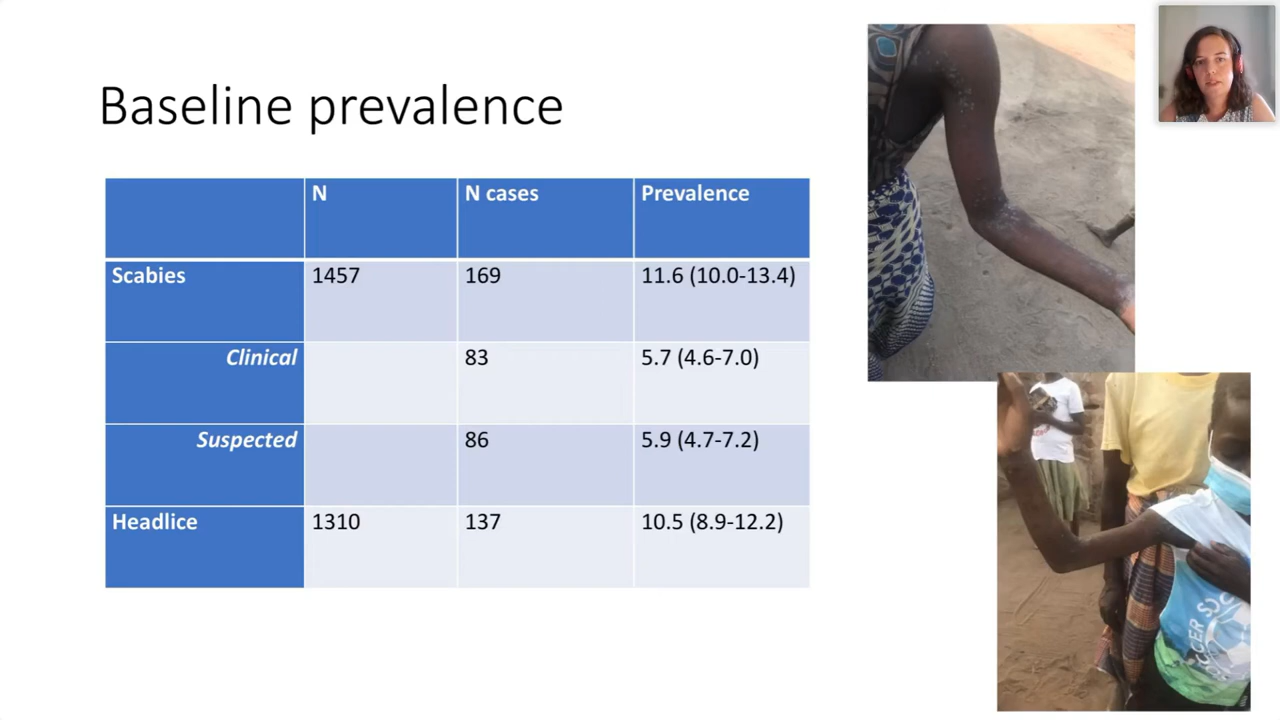 Baseline prevalence
N N cases Prevalence
Scabies 1457 169 11.6 (10.0-13.4)
Clinical 83 5.7 (4.6-7.0)
Suspected 86 5.9 (4.7-7.2)
Headlice 1310 137 10.5 (8.9-12.2)